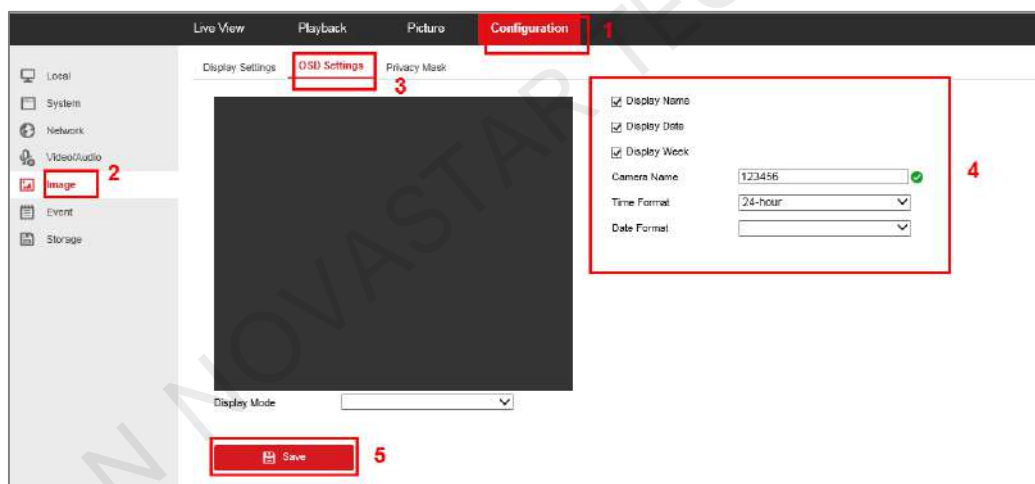 Live View Playback Picture Configuration 1
Display Settings OSD Settings Privacy Mask
3
Local
System
Network
Video/Audio
Image 2
Event
Storage
Display Name
Display Date
Display Week
Camera Name 123456
Time Format 24-hour
Date Format
4
Display Mode
Save 5
N NOVASTAR TEC